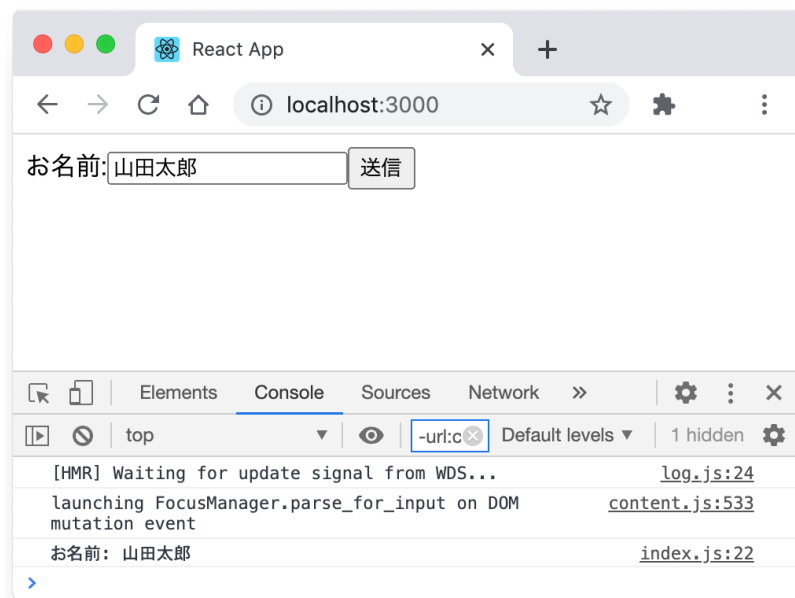 React App
localhost:3000
お名前:山田太郎 送信
Elements Console Sources Network
top -url:c Default levels 1 hidden
[HMR] Waiting for update signal from WDS... log.js:24
launching FocusManager.parse_for_input on DOM content.js:533
mutation event
お名前: 山田太郎 index.js:22